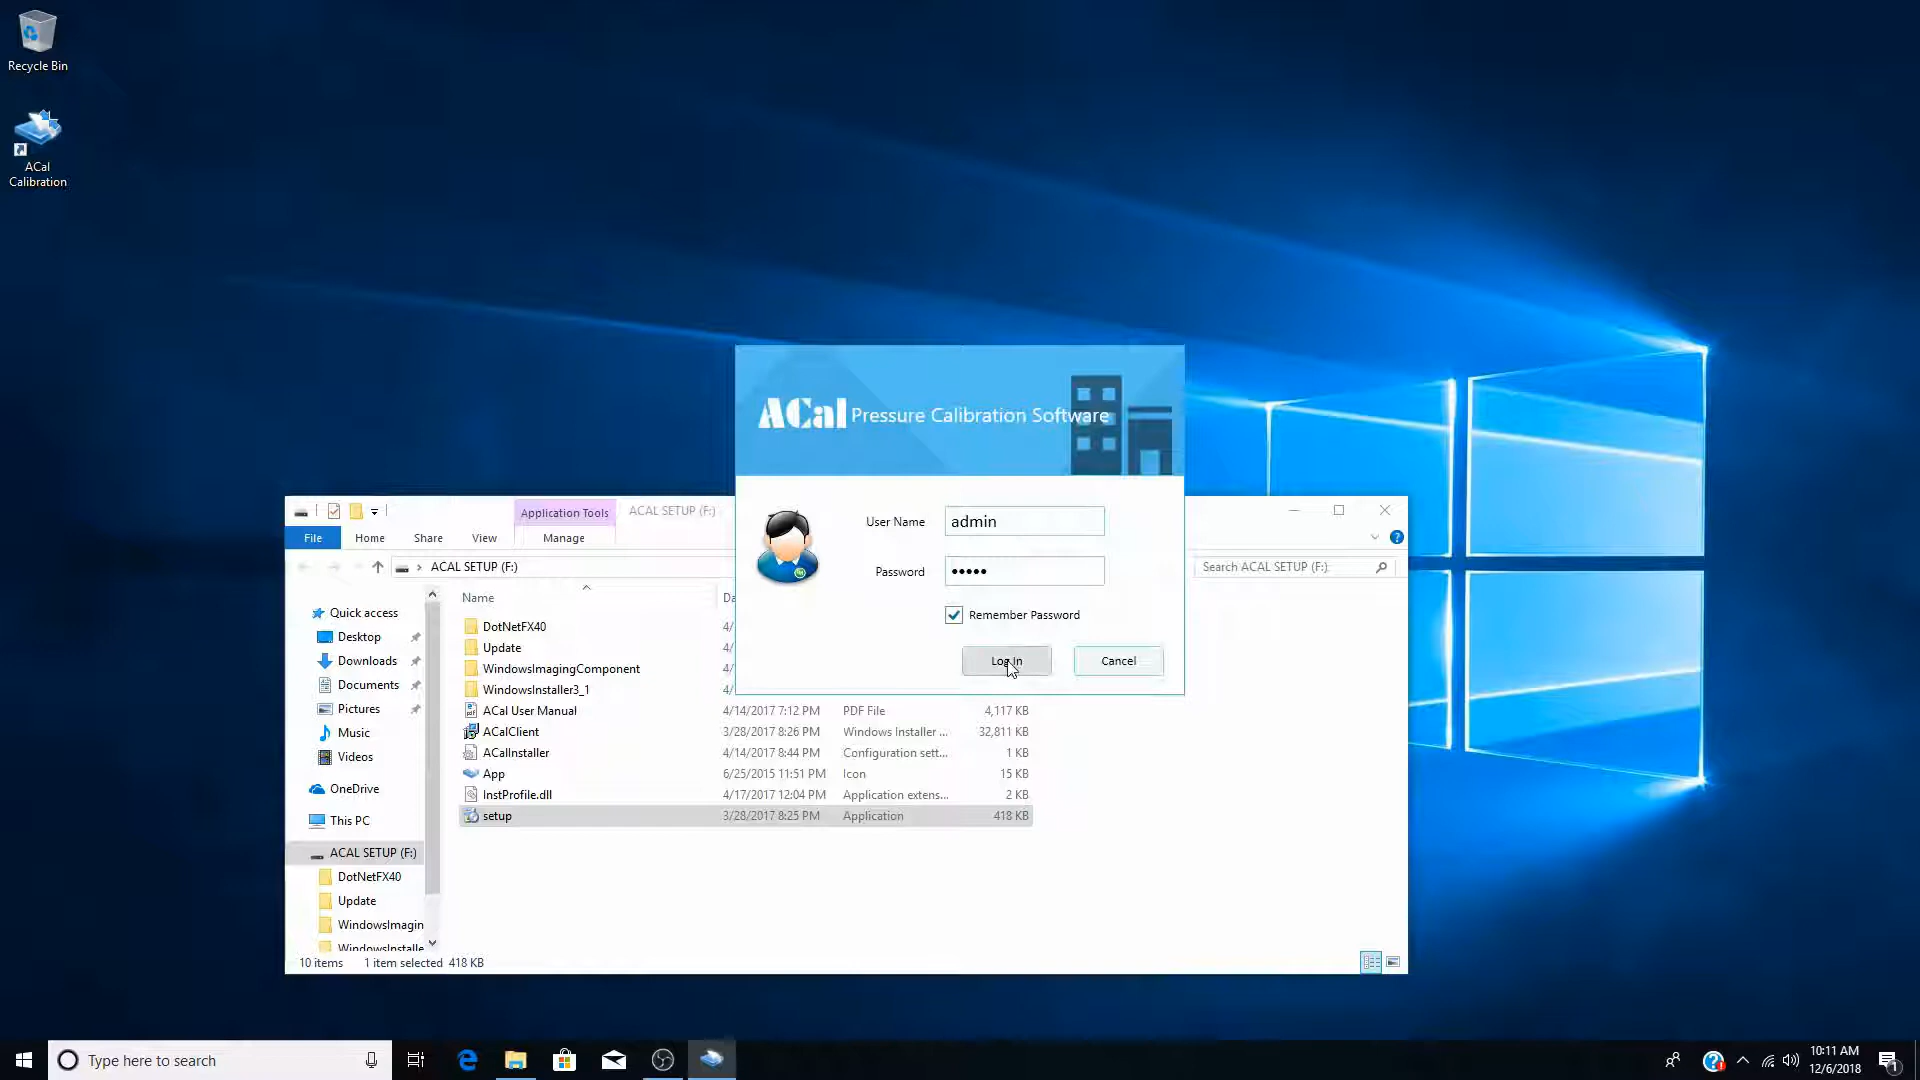 Recycle Bin
ACal
Calibration
ACal Pressure Calibration Software
User Name
admin
Password
•••••
Remember Password
Log In
Cancel
Application Tools
ACAL SETUP (F:)
File
Home
Share
View
Manage
ACAL SETUP (F:)
Search ACAL SETUP (F:)
Quick access
Desktop
Downloads
Documents
Pictures
Music
Videos
OneDrive
This PC
ACAL SETUP (F:)
DotNetFX40
Update
WindowsImagin
WindowsInstalle
Name
Da
DotNetFX40 4/
Update 4/
WindowsImagingComponent 4/
WindowsInstaller3_1 4/
ACal User Manual 4/14/2017 7:12 PM PDF File 4,117 KB
ACalClient 3/28/2017 8:26 PM Windows Installer ... 32,811 KB
ACalInstaller 4/14/2017 8:44 PM Configuration sett... 1 KB
App 6/25/2015 11:51 PM Icon 15 KB
InstProfile.dll 4/17/2017 12:04 PM Application extens... 2 KB
setup 3/28/2017 8:25 PM Application 418 KB
10 items 1 item selected 418 KB
Type here to search
10:11 AM
12/6/2018
1